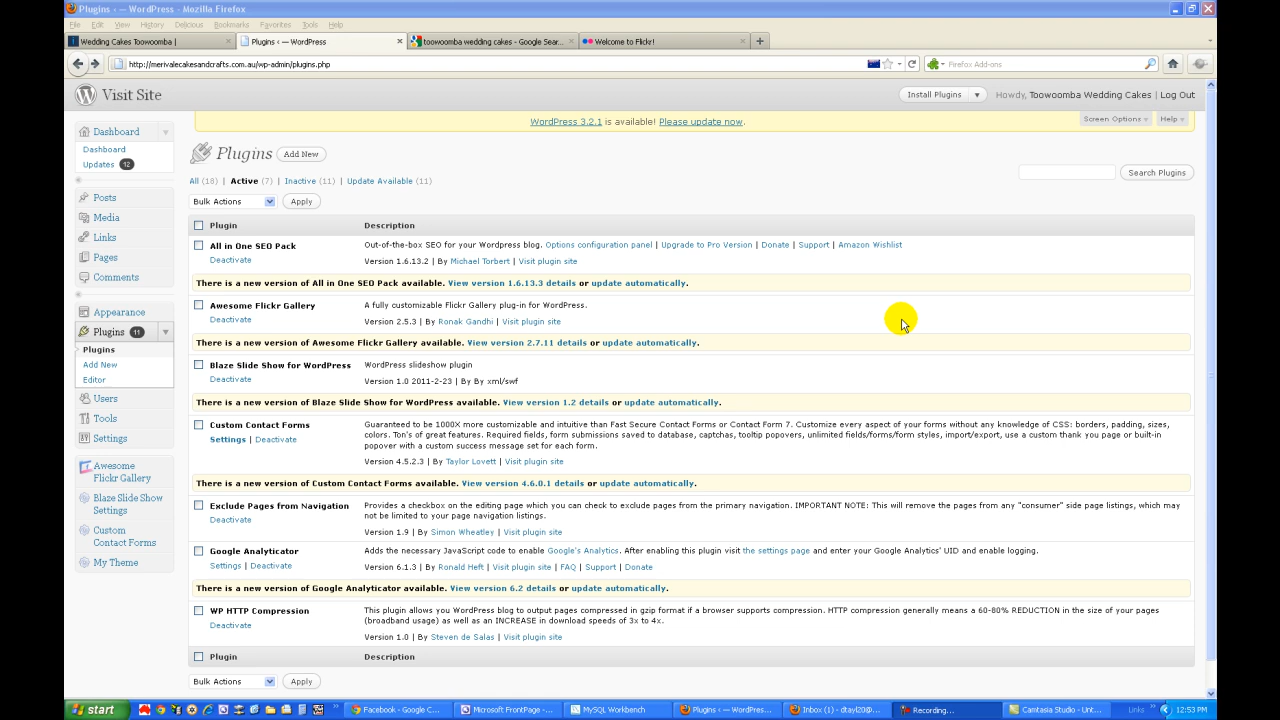 Plugins ‹ — WordPress - Mozilla Firefox
File Edit View History Delicious Bookmarks Favorites Tools Help
Wedding Cakes Toowoomba |
Plugins ‹ — WordPress
toowoomba wedding cakes - Google Sear...
Welcome to Flickr!
http://merivalecakesandcrafts.com.au/wp-admin/plugins.php
Firefox Add-ons
Visit Site
Install Plugins
Howdy, Toowoomba Wedding Cakes | Log Out
WordPress 3.2.1 is available! Please update now.
Screen Options
Help
Dashboard
Dashboard
Updates 12
Posts
Media
Links
Pages
Comments
Appearance
Plugins 11
Plugins
Add New
Editor
Users
Tools
Settings
Awesome
Flickr Gallery
Blaze Slide Show
Settings
Custom
Contact Forms
My Theme
Plugins Add New
All (18) | Active (7) | Inactive (11) | Update Available (11)
Search Plugins
Bulk Actions Apply
Plugin Description
All in One SEO Pack
Deactivate
Out-of-the-box SEO for your Wordpress blog. Options configuration panel | Upgrade to Pro Version | Donate | Support | Amazon Wishlist
Version 1.6.13.2 | By Michael Torbert | Visit plugin site
There is a new version of All in One SEO Pack available. View version 1.6.13.3 details or update automatically.
Awesome Flickr Gallery
Deactivate
A fully customizable Flickr Gallery plug-in for WordPress.
Version 2.5.3 | By Ronak Gandhi | Visit plugin site
There is a new version of Awesome Flickr Gallery available. View version 2.7.11 details or update automatically.
Blaze Slide Show for WordPress
Deactivate
WordPress slideshow plugin
Version 1.0 2011-2-23 | By By xml/swf
There is a new version of Blaze Slide Show for WordPress available. View version 1.2 details or update automatically.
Custom Contact Forms
Settings | Deactivate
Guaranteed to be 1000X more customizable and intuitive than Fast Secure Contact Forms or Contact Form 7. Customize every aspect of your forms without any knowledge of CSS: borders, padding, sizes,
colors. Ton's of great features. Required fields, form submissions saved to database, captchas, tooltip popovers, unlimited fields/forms/form styles, import/export, use a custom thank you page or built-in
popover with a custom success message set for each form.
Version 4.5.2.3 | By Taylor Lovett | Visit plugin site
There is a new version of Custom Contact Forms available. View version 4.6.0.1 details or update automatically.
Exclude Pages from Navigation
Deactivate
Provides a checkbox on the editing page which you can check to exclude pages from the primary navigation. IMPORTANT NOTE: This will remove the pages from any "consumer" side page listings, which may
not be limited to your page navigation listings.
Version 1.9 | By Simon Wheatley | Visit plugin site
Google Analyticator
Settings | Deactivate
Adds the necessary JavaScript code to enable Google's Analytics. After enabling this plugin visit the settings page and enter your Google Analytics' UID and enable logging.
Version 6.1.3 | By Ronald Heft | Visit plugin site | FAQ | Support | Donate
There is a new version of Google Analyticator available. View version 6.2 details or update automatically.
WP HTTP Compression
Deactivate
This plugin allows you WordPress blog to output pages compressed in gzip format if a browser supports compression. HTTP compression generally means a 60-80% REDUCTION in the size of your pages
(broadband usage) as well as an INCREASE in download speeds of 3x to 4x.
Version 1.0 | By Steven de Salas | Visit plugin site
Plugin Description
Bulk Actions Apply
start
Facebook - Google C...
Microsoft FrontPage -...
MySQL Workbench
Plugins ‹ — WordPres...
Inbox (1) - dtayl20@...
Recording...
Camtasia Studio - Unt...
Links
12:53 PM